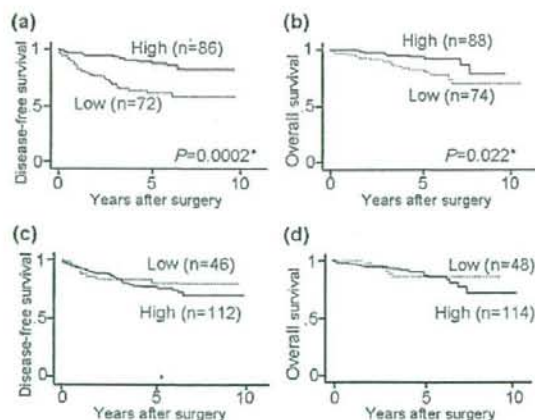 (a)
Disease-free survival
1
.5
0
High (n=86)
Low (n=72)
P=0.0002*
0 5 10
Years after surgery
(b)
Overall survival
1
.5
0
High (n=88)
Low (n=74)
P=0.022*
0 5 10
Years after surgery
(c)
Disease-free survival
1
.5
0
Low (n=46)
High (n=112)
0 5 10
Years after surgery
(d)
Overall survival
1
.5
0
Low (n=48)
High (n=114)
0 5 10
Years after surgery